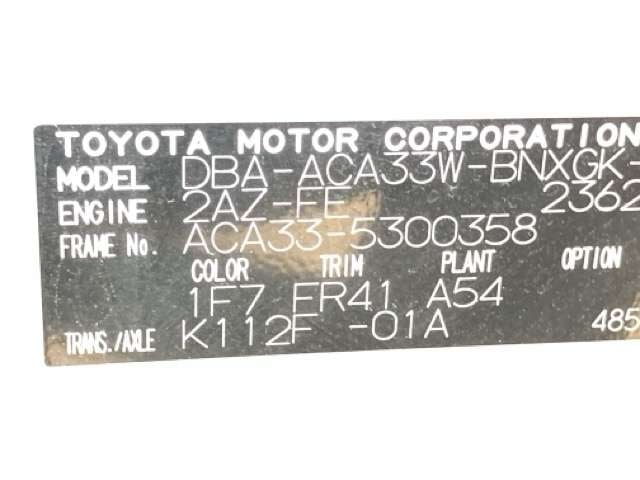 TOYOTA MOTOR CORPORATION
MODEL DBA-ACA33W-BNXGK-
ENGINE 2AZ-FE 2362
FRAME No. ACA33-5300358
COLOR TRIM PLANT OPTION
1F7 FR41 A54
TRANS./AXLE K112F -01A 485